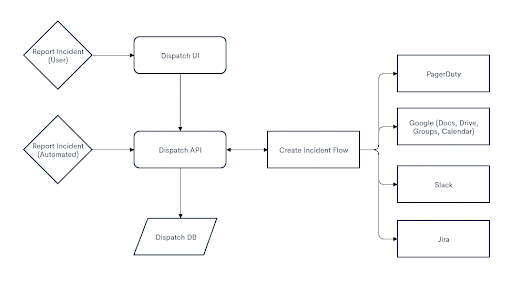 Report Incident
(User)
Dispatch UI
PagerDuty
Google (Docs, Drive,
Groups, Calendar)
Report Incident
(Automated)
Dispatch API
Create Incident Flow
Slack
Dispatch DB
Jira